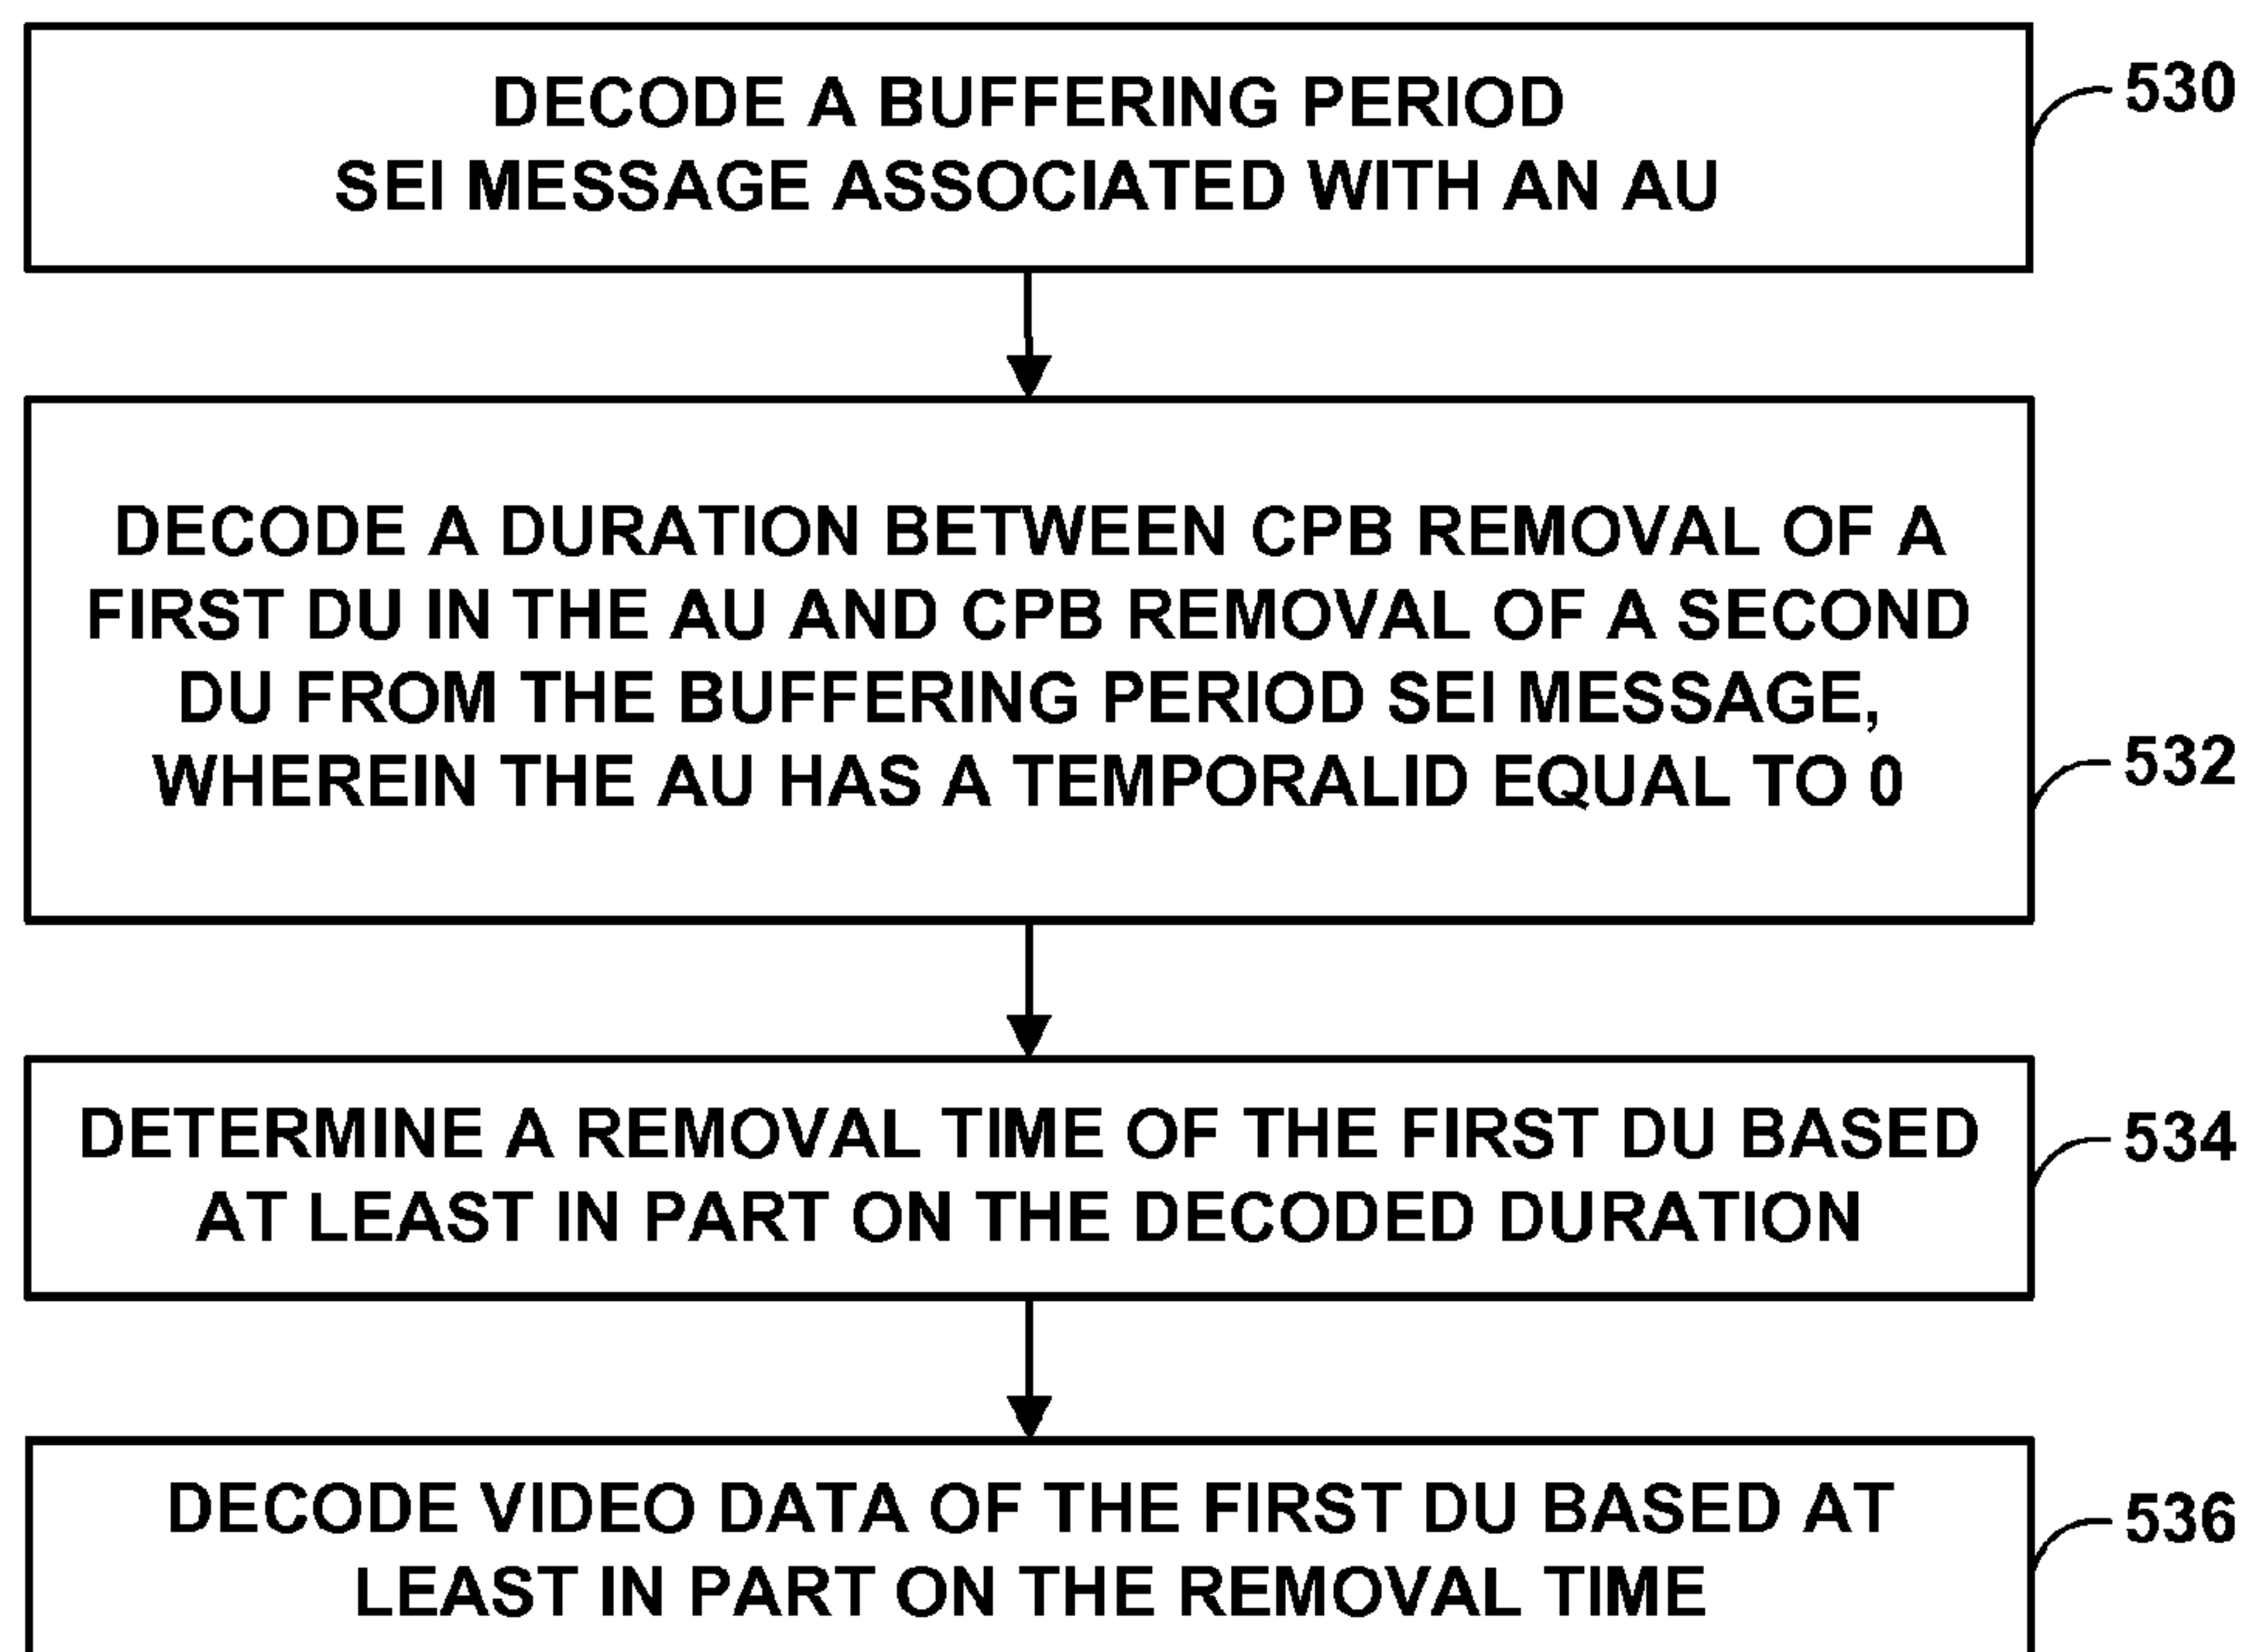 DECODE A BUFFERING PERIOD
SEI MESSAGE ASSOCIATED WITH AN AU
530
DECODE A DURATION BETWEEN CPB REMOVAL OF A
FIRST DU IN THE AU AND CPB REMOVAL OF A SECOND
DU FROM THE BUFFERING PERIOD SEI MESSAGE,
WHEREIN THE AU HAS A TEMPORALID EQUAL TO 0
532
DETERMINE A REMOVAL TIME OF THE FIRST DU BASED
AT LEAST IN PART ON THE DECODED DURATION
534
DECODE VIDEO DATA OF THE FIRST DU BASED AT
LEAST IN PART ON THE REMOVAL TIME
536